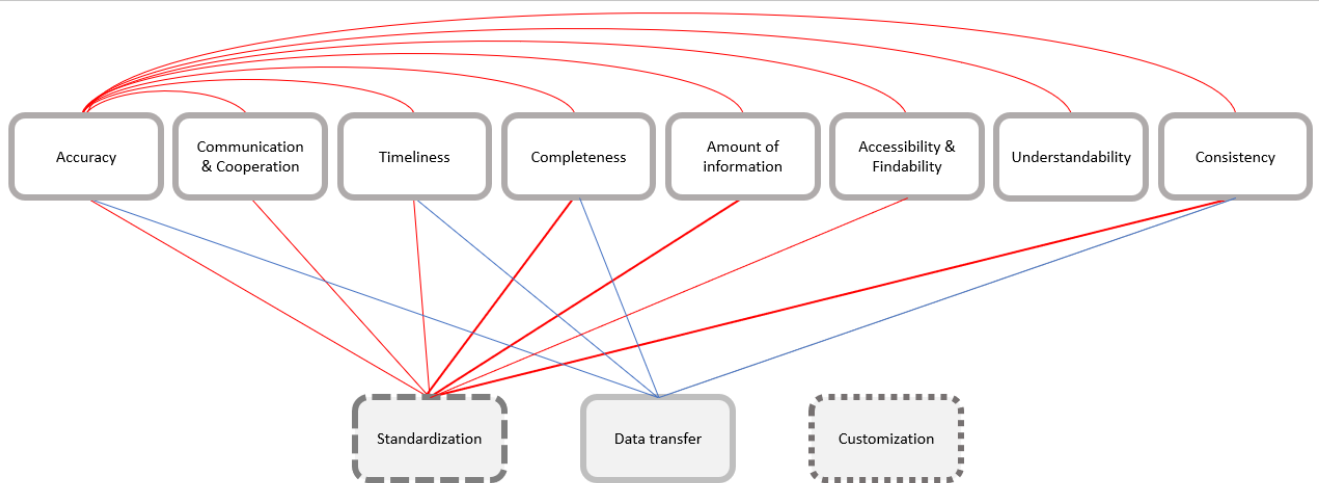 Accuracy
Communication
& Cooperation
Timeliness
Completeness
Amount of
information
Accessibility &
Findability
Understandability
Consistency
Standardization
Data transfer
Customization